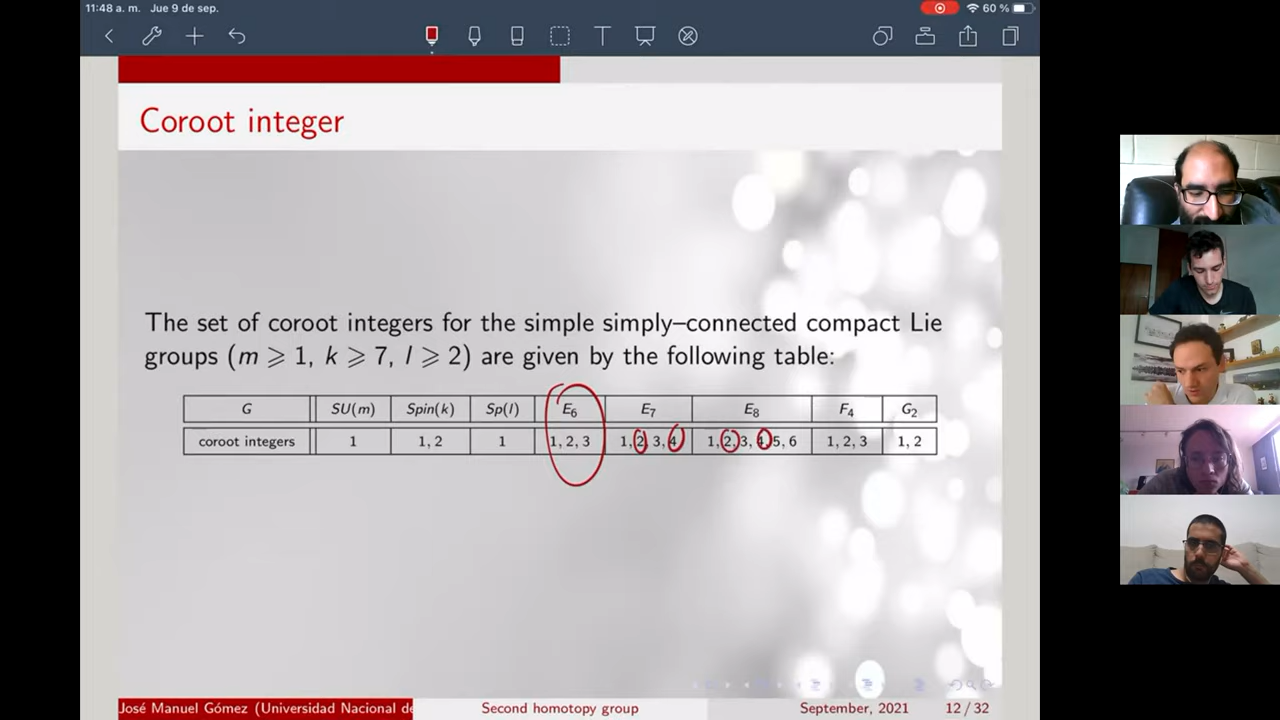 11:48 a. m. Jue 9 de sep.
60 %
Coroot integer
The set of coroot integers for the simple simply–connected compact Lie
groups (m ⩾ 1, k ⩾ 7, l ⩾ 2) are given by the following table:
G SU(m) Spin(k) Sp(l) E₆ E₇ E₈ F₄ G₂
coroot integers 1 1, 2 1 1, 2, 3 1, 2, 3, 4 1, 2, 3, 4, 5, 6 1, 2, 3 1, 2
José Manuel Gómez (Universidad Nacional de Second homotopy group September, 2021 12 / 32